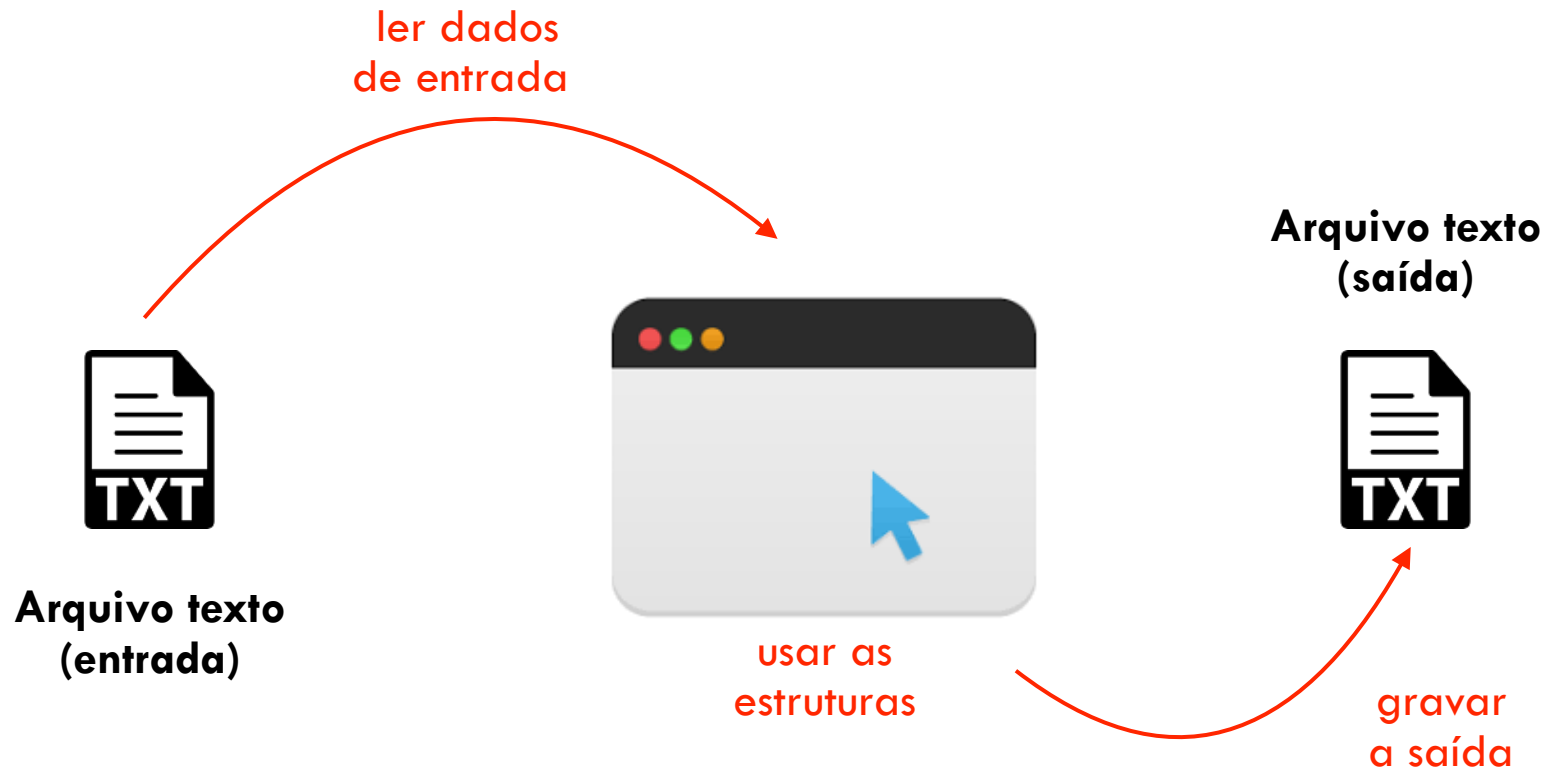 ler dados
de entrada
TXT
Arquivo texto
(entrada)
usar as
estruturas
Arquivo texto
(saída)
TXT
gravar
a saída